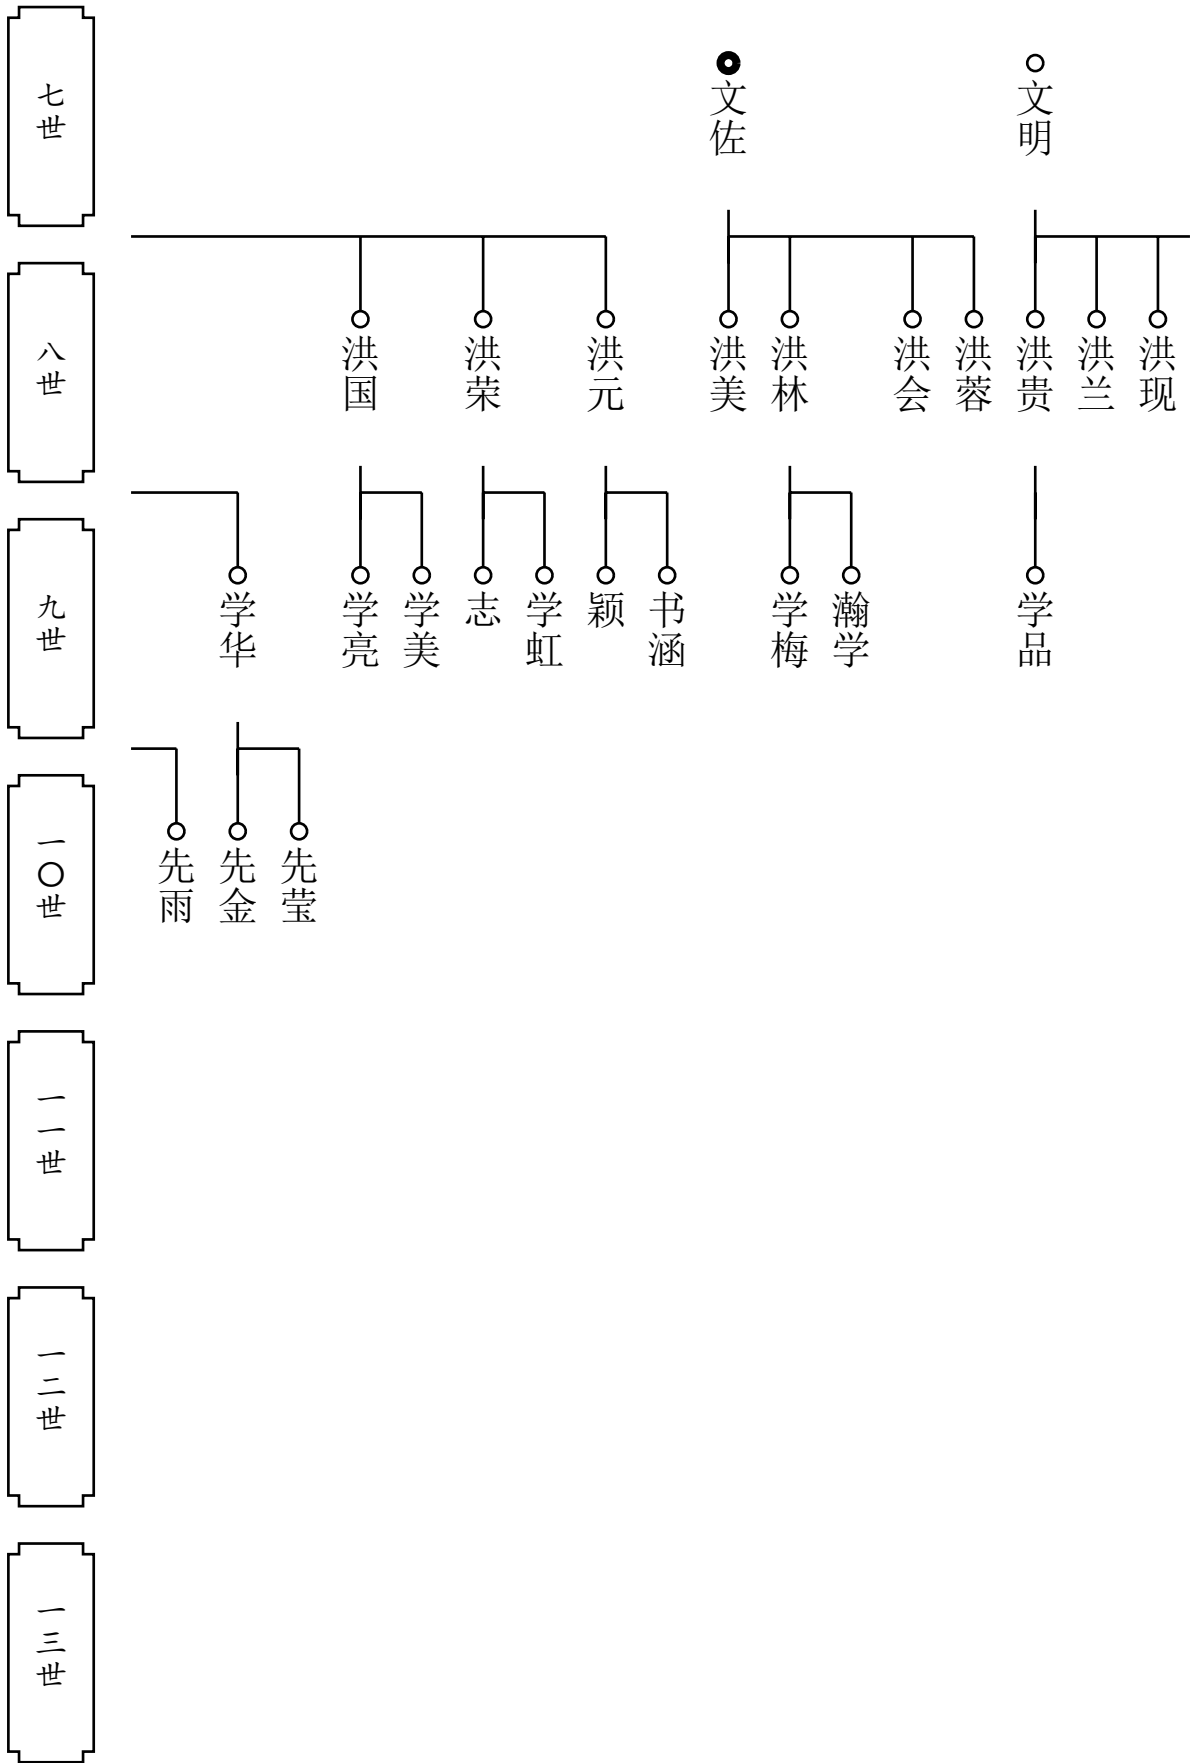 七世
文佐
文明
八世
洪国
洪荣
洪元
洪美
洪林
洪会
洪蓉
洪贵
洪兰
洪现
九世
学华
学亮
学美
志
学虹
颖
书涵
学梅
瀚学
学品
一〇世
先雨
先金
先莹
一一世
一二世
一三世